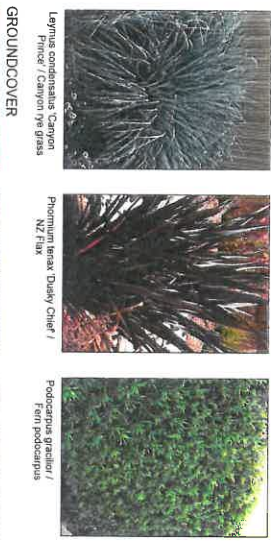 Leymus condensatus 'Canyon
Prince' / Canyon rye grass
Phormium tenax 'Dusky Chief' /
NZ Flax
Podocarpus gracilior /
Fern podocarpus
GROUNDCOVER